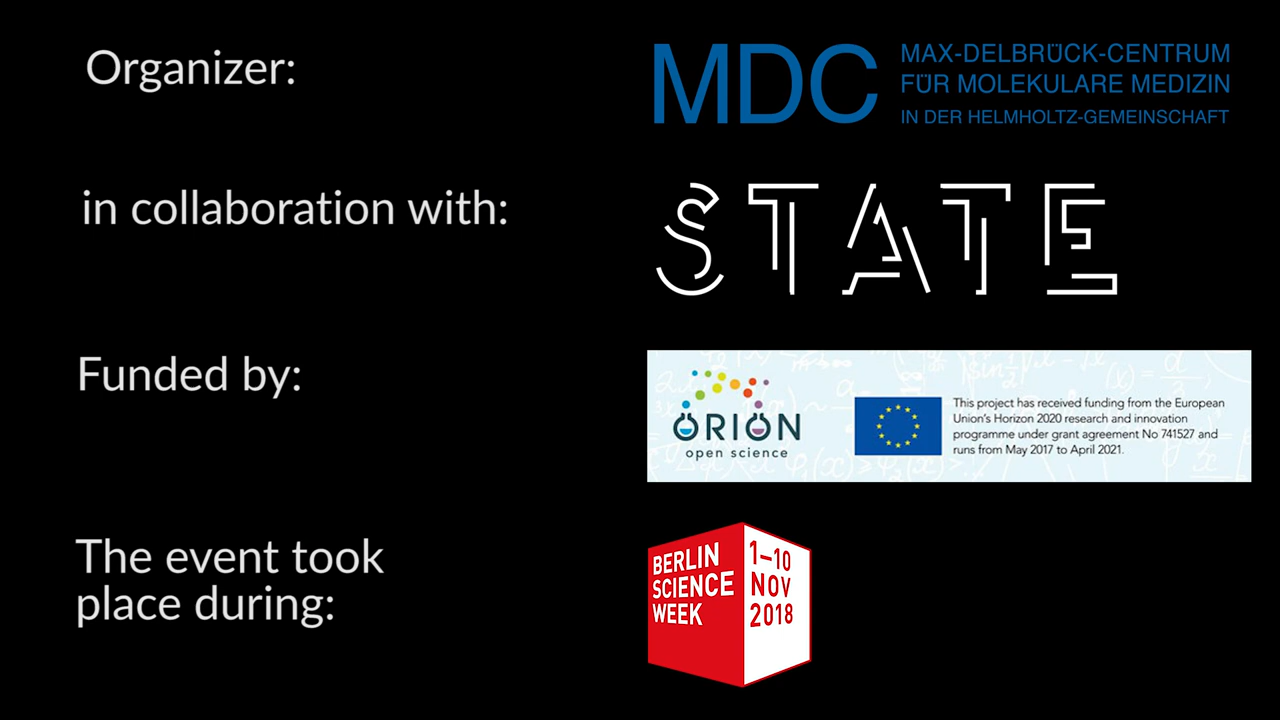 Organizer:
MDC
MAX-DELBRÜCK-CENTRUM
FÜR MOLEKULARE MEDIZIN
IN DER HELMHOLTZ-GEMEINSCHAFT
in collaboration with:
STATE
Funded by:
ORION
open science
This project has received funding from the European
Union's Horizon 2020 research and innovation
programme under grant agreement No 741527 and
runs from May 2017 to April 2021.
The event took
place during:
BERLIN
SCIENCE
WEEK
1–10
NOV
2018